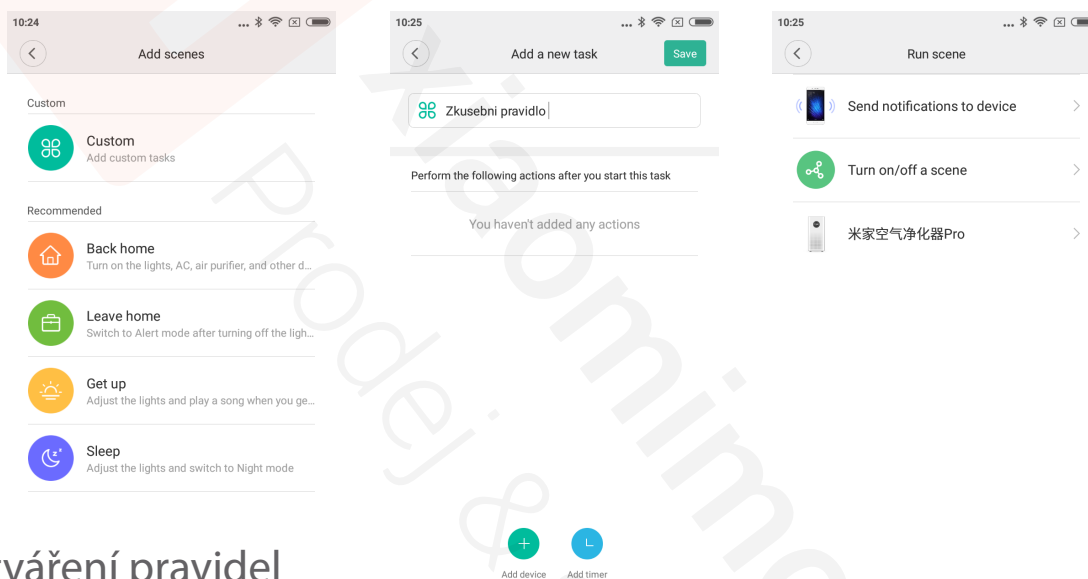 10:24
Add scenes
Custom
Custom
Add custom tasks
Recommended
Back home
Turn on the lights, AC, air purifier, and other d...
Leave home
Switch to Alert mode after turning off the ligh...
Get up
Adjust the lights and play a song when you ge...
Sleep
Adjust the lights and switch to Night mode
10:25
Add a new task
Save
Zkusebni pravidlo
Perform the following actions after you start this task
You haven't added any actions
Add device
Add timer
10:25
Run scene
Send notifications to device
Turn on/off a scene
米家空气净化器Pro
váření pravidel
xiaomimo
Prodej &